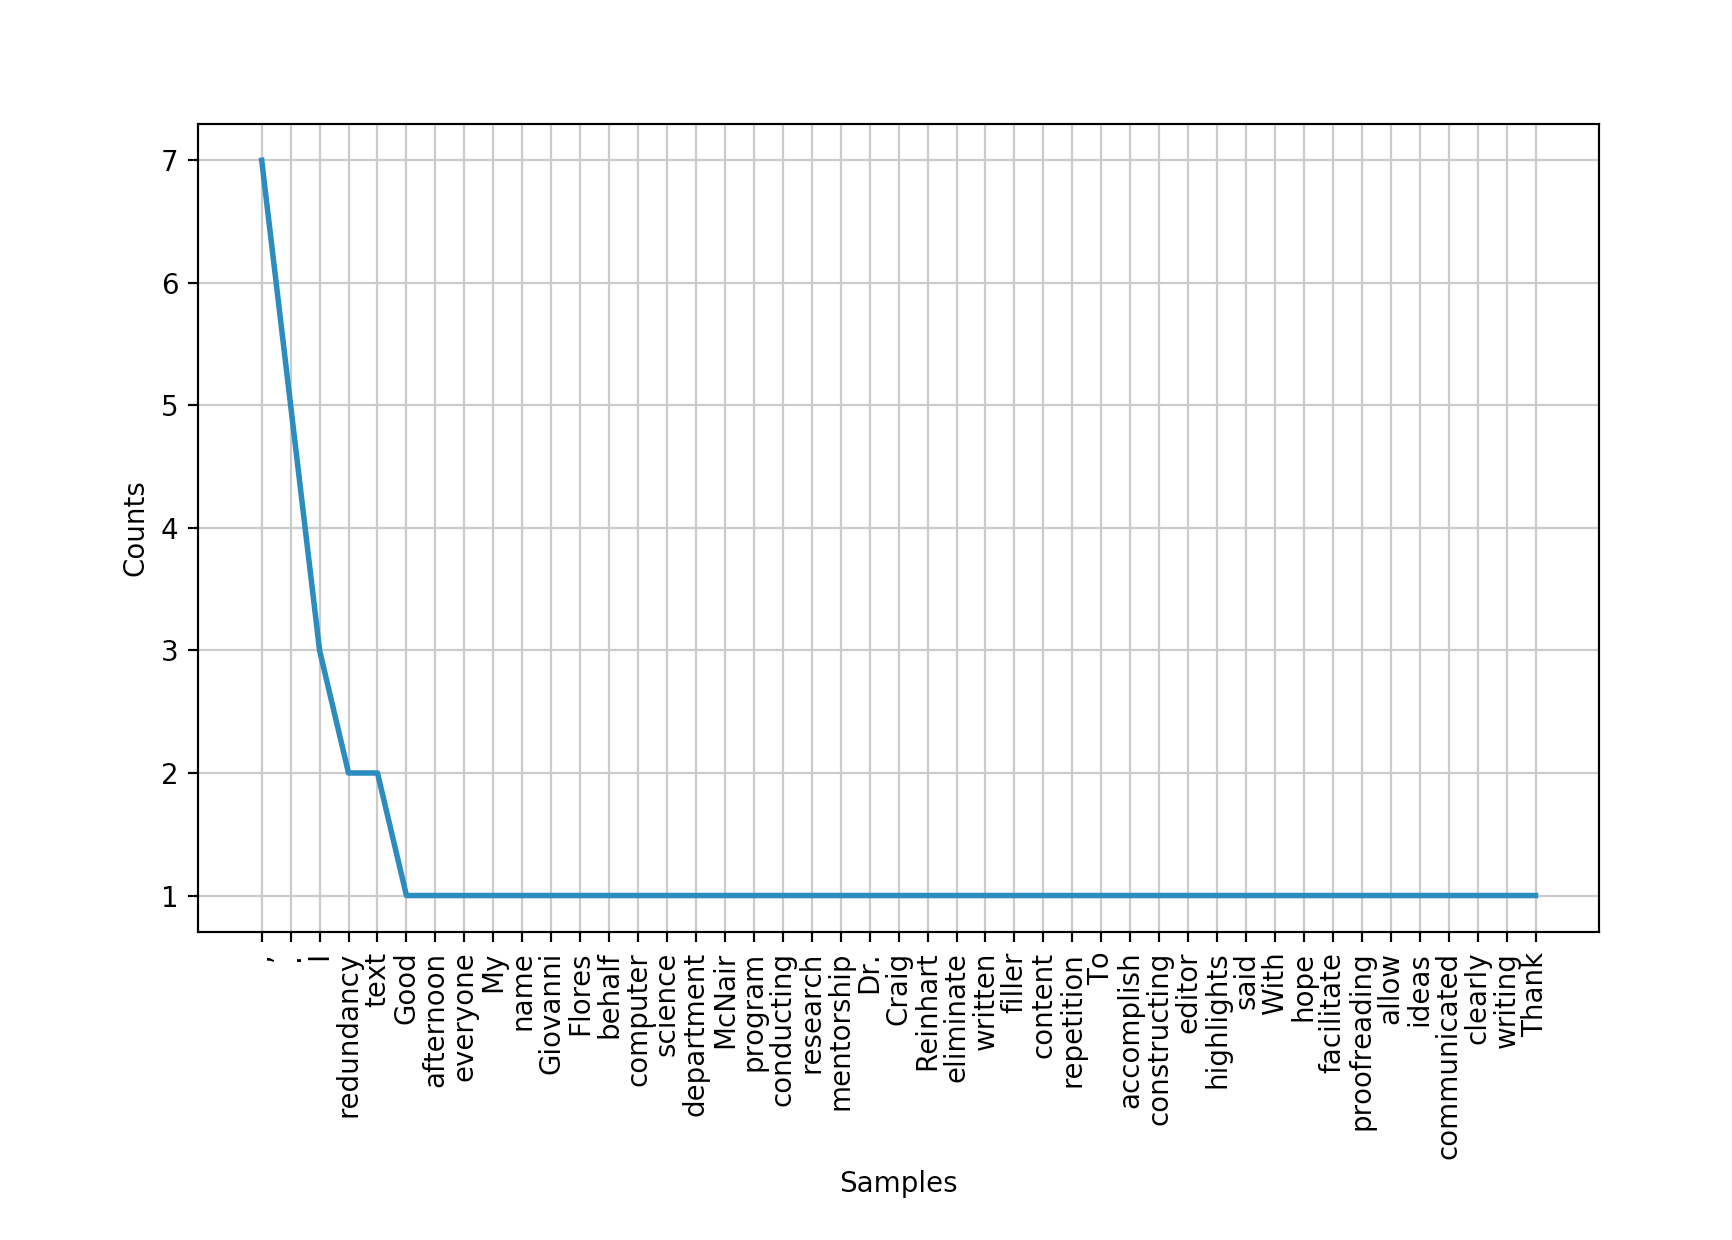 7
6
5
4
3
2
1
Counts
,
.
I
redundancy
text
Good
afternoon
everyone
My
name
Giovanni
Flores
behalf
computer
science
department
McNair
program
conducting
research
mentorship
Dr.
Craig
Reinhart
eliminate
written
filler
content
repetition
To
accomplish
constructing
editor
highlights
said
With
hope
facilitate
proofreading
allow
ideas
communicated
clearly
writing
Thank
Samples